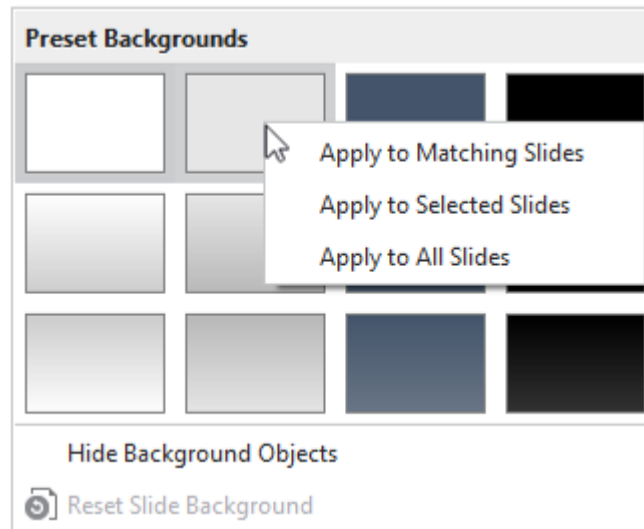 Preset Backgrounds
Apply to Matching Slides
Apply to Selected Slides
Apply to All Slides
Hide Background Objects
Reset Slide Background